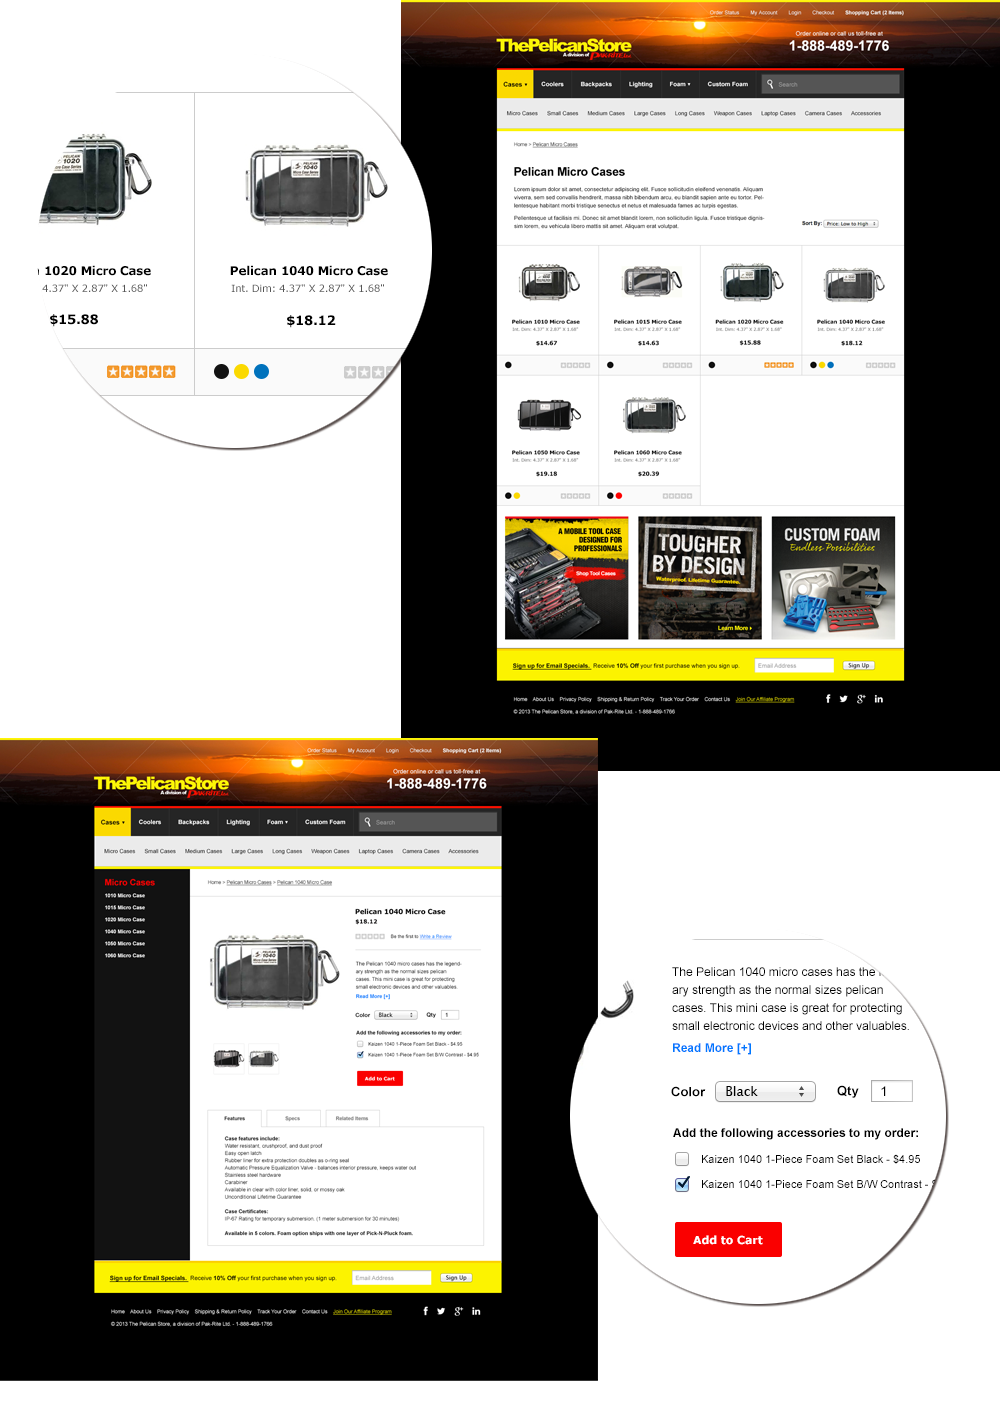 Order Status My Account Login Checkout Shopping Cart (2 Items)
Order online or call us toll-free at
1-888-489-1776
ThePelicanStore
A division of PAK-RITE, Ltd.
Cases Coolers Backpacks Lighting Foam Custom Foam Search
Micro Cases Small Cases Medium Cases Large Cases Long Cases Weapon Cases Laptop Cases Camera Cases Accessories
Home > Pelican Micro Cases
Pelican Micro Cases
Lorem ipsum dolor sit amet, consectetur adipiscing elit. Fusce sollicitudin eleifend venenatis. Aliquam
viverra, sem sed convallis hendrerit, massa nibh bibendum arcu, eu blandit sapien ante eu tortor. Pel-
lentesque habitant morbi tristique senectus et netus et malesuada fames ac turpis egestas.
Pellentesque ut facilisis mi. Donec sit amet blandit lorem, non sollicitudin ligula. Fusce tristique dignis-
sim lorem, eu vehicula libero mattis sit amet. Aliquam erat volutpat.
Sort By: Price: Low to High
Pelican 1010 Micro Case Pelican 1015 Micro Case Pelican 1020 Micro Case Pelican 1040 Micro Case
Int. Dim: 4.37" X 2.87" X 1.68" Int. Dim: 4.37" X 2.87" X 1.68" Int. Dim: 4.37" X 2.87" X 1.68" Int. Dim: 4.37" X 2.87" X 1.68"
$14.67 $14.63 $15.88 $18.12
Pelican 1050 Micro Case Pelican 1060 Micro Case
Int. Dim: 4.37" X 2.87" X 1.68" Int. Dim: 4.37" X 2.87" X 1.68"
$19.18 $20.39
A MOBILE TOOL CASE
DESIGNED FOR
PROFESSIONALS
Shop Tool Cases
TOUGHER
BY DESIGN
Waterproof. Lifetime Guarantee.
Learn More
CUSTOM FOAM
Endless Possibilities
Sign up for Email Specials. Receive 10% Off your first purchase when you sign up. Email Address Sign Up
Home About Us Privacy Policy Shipping & Return Policy Track Your Order Contact Us Join Our Affiliate Program
© 2013 The Pelican Store, a division of Pak-Rite Ltd. - 1-888-489-1766
PELICAN
1020
Micro Case Series
PELICAN
1040
Micro Case Series
1020 Micro Case Pelican 1040 Micro Case
4.37" X 2.87" X 1.68" Int. Dim: 4.37" X 2.87" X 1.68"
$15.88 $18.12
Order Status My Account Login Checkout Shopping Cart (2 Items)
Order online or call us toll-free at
1-888-489-1776
ThePelicanStore
A division of PAK-RITE, Ltd.
Cases Coolers Backpacks Lighting Foam Custom Foam Search
Micro Cases Small Cases Medium Cases Large Cases Long Cases Weapon Cases Laptop Cases Camera Cases Accessories
Micro Cases
1010 Micro Case
1015 Micro Case
1020 Micro Case
1040 Micro Case
1050 Micro Case
1060 Micro Case
Home > Pelican Micro Cases > Pelican 1040 Micro Case
PELICAN
1040
Pelican 1040 Micro Case
$18.12
Be the first to Write a Review
The Pelican 1040 micro cases has the legend-
ary strength as the normal sizes pelican
cases. This mini case is great for protecting
small electronic devices and other valuables.
Read More [+]
Color Black Qty 1
Add the following accessories to my order:
Kaizen 1040 1-Piece Foam Set Black - $4.95
Kaizen 1040 1-Piece Foam Set B/W Contrast - $4.95
Add to Cart
Features Specs Related Items
Case features include:
Water resistant, crushproof, and dust proof
Easy open latch
Rubber liner for extra protection doubles as o-ring seal
Automatic Pressure Equalization Valve - balances interior pressure, keeps water out
Stainless steel hardware
Carabiner
Available in clear with color liner, solid, or mossy oak
Unconditional Lifetime Guarantee
Case Certificates:
IP-67 Rating for temporary submersion. (1 meter submersion for 30 minutes)
Available in 5 colors. Foam option ships with one layer of Pick-N-Pluck foam.
Sign up for Email Specials. Receive 10% Off your first purchase when you sign up. Email Address Sign Up
Home About Us Privacy Policy Shipping & Return Policy Track Your Order Contact Us Join Our Affiliate Program
© 2013 The Pelican Store, a division of Pak-Rite Ltd. - 1-888-489-1766
The Pelican 1040 micro cases has the
ary strength as the normal sizes pelican
cases. This mini case is great for protecting
small electronic devices and other valuables.
Read More [+]
Color Black Qty 1
Add the following accessories to my order:
Kaizen 1040 1-Piece Foam Set Black - $4.95
Kaizen 1040 1-Piece Foam Set B/W Contrast -
Add to Cart